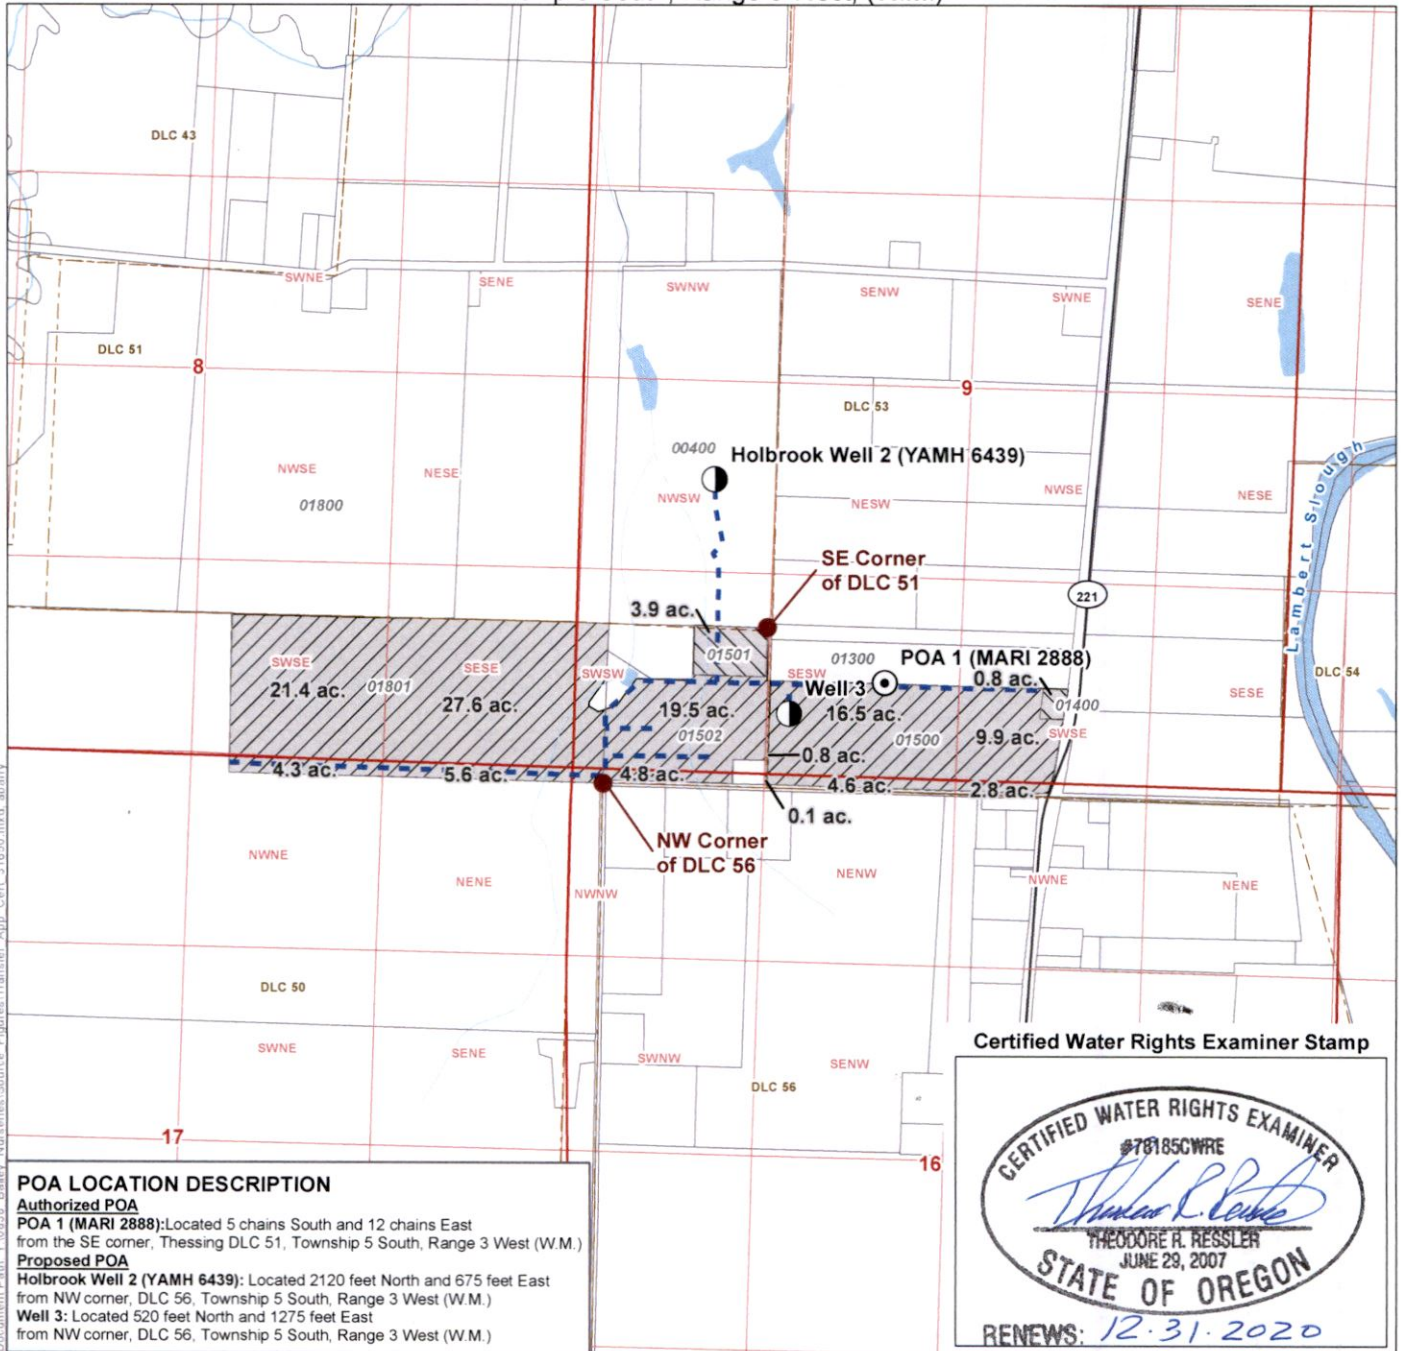 DLC 43
SWNE
SENE
SWNW
SENW
SWNE
SENE
DLC 51
8
9
DLC 53
00400
Holbrook Well 2 (YAMH 6439)
NWSE
NESE
NWSW
NESW
NWSE
NESE
01800
Lambert Slough
SE Corner
of DLC 51
221
3.9 ac.
01501
SWSE
SESE
SWSW
SESW
01300
POA 1 (MARI 2888)
0.8 ac.
DLC 54
SESE
21.4 ac.
01801
27.6 ac.
19.5 ac.
Well 3
16.5 ac.
01400
01502
01500
9.9 ac.
SWSE
0.8 ac.
4.3 ac.
5.6 ac.
4.8 ac.
4.6 ac.
2.8 ac.
0.1 ac.
NW Corner
of DLC 56
NWNE
NENE
NWNW
NENW
NWNE
NENE
DLC 50
SWNE
SENE
SWNW
SENW
DLC 56
17
16
Certified Water Rights Examiner Stamp
CERTIFIED WATER RIGHTS EXAMINER
#78185CWRE
THEODORE R. RESSLER
JUNE 29, 2007
STATE OF OREGON
RENEWS: 12.31.2020
POA LOCATION DESCRIPTION
Authorized POA
POA 1 (MARI 2888):Located 5 chains South and 12 chains East
from the SE corner, Thessing DLC 51, Township 5 South, Range 3 West (W.M.)
Proposed POA
Holbrook Well 2 (YAMH 6439): Located 2120 feet North and 675 feet East
from NW corner, DLC 56, Township 5 South, Range 3 West (W.M.)
Well 3: Located 520 feet North and 1275 feet East
from NW corner, DLC 56, Township 5 South, Range 3 West (W.M.)